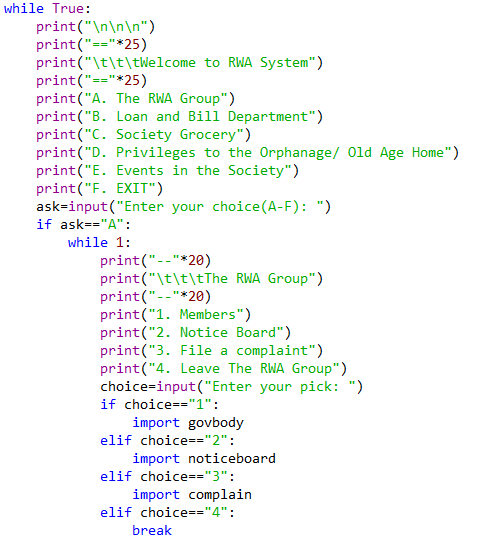 while True:
    print("\n\n\n")
    print("=="*25)
    print("\t\t\tWelcome to RWA System")
    print("=="*25)
    print("A. The RWA Group")
    print("B. Loan and Bill Department")
    print("C. Society Grocery")
    print("D. Privileges to the Orphanage/ Old Age Home")
    print("E. Events in the Society")
    print("F. EXIT")
    ask=input("Enter your choice(A-F): ")
    if ask=="A":
        while 1:
            print("--"*20)
            print("\t\t\tThe RWA Group")
            print("--"*20)
            print("1. Members")
            print("2. Notice Board")
            print("3. File a complaint")
            print("4. Leave The RWA Group")
            choice=input("Enter your pick: ")
            if choice=="1":
                import govbody
            elif choice=="2":
                import noticeboard
            elif choice=="3":
                import complain
            elif choice=="4":
                break